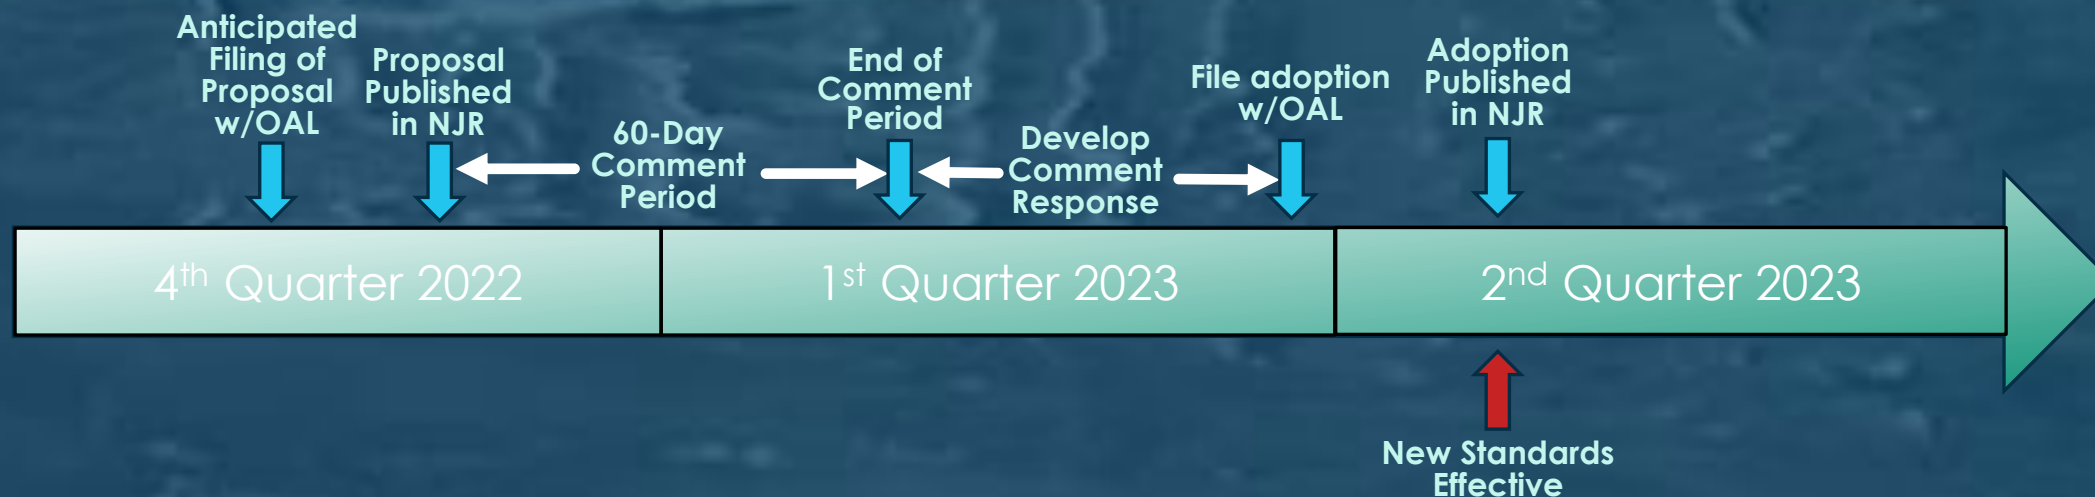 Anticipated
Filing of
Proposal
w/OAL
Proposal
Published
in NJR
60-Day
Comment
Period
End of
Comment
Period
Develop
Comment
Response
File adoption
w/OAL
Adoption
Published
in NJR
4th Quarter 2022
1st Quarter 2023
2nd Quarter 2023
New Standards
Effective